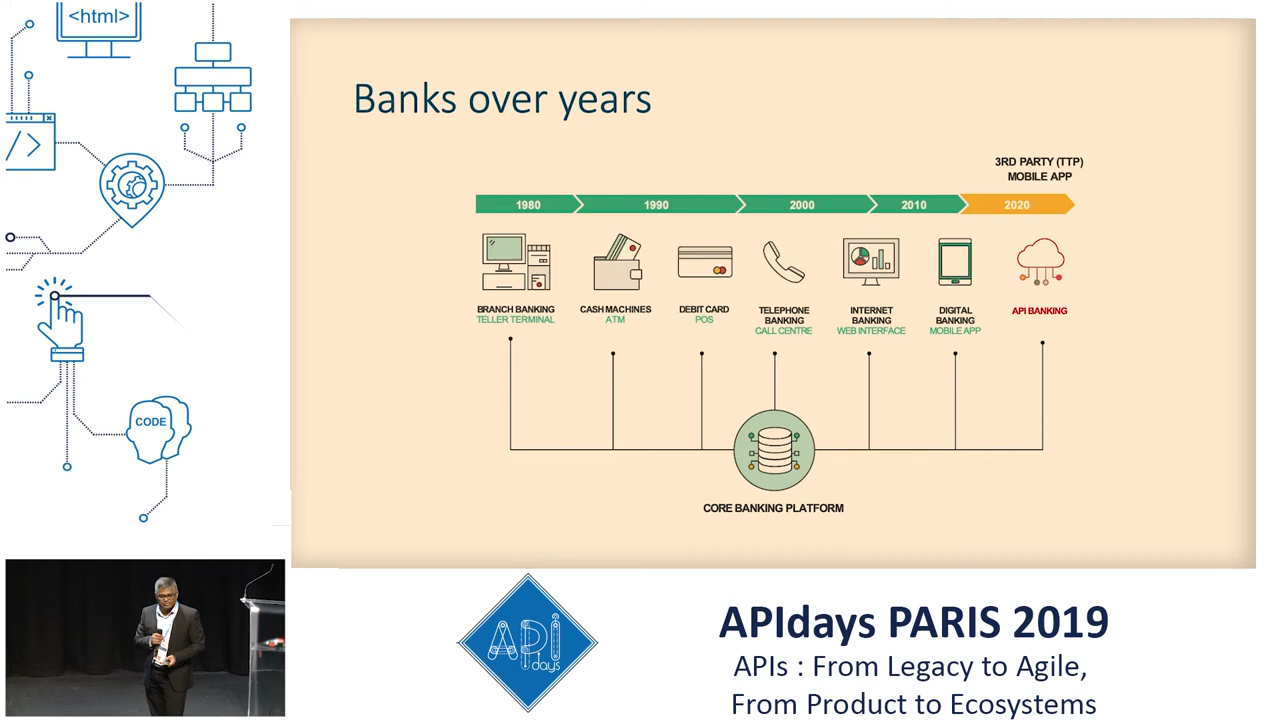 <html>
</>
CODE
Banks over years
3RD PARTY (TTP)
MOBILE APP
1980
1990
2000
2010
2020
BRANCH BANKING
TELLER TERMINAL
CASH MACHINES
ATM
DEBIT CARD
POS
TELEPHONE
BANKING
CALL CENTRE
INTERNET
BANKING
WEB INTERFACE
DIGITAL
BANKING
MOBILE APP
API BANKING
CORE BANKING PLATFORM
APi
days
APIdays PARIS 2019
APIs : From Legacy to Agile,
From Product to Ecosystems